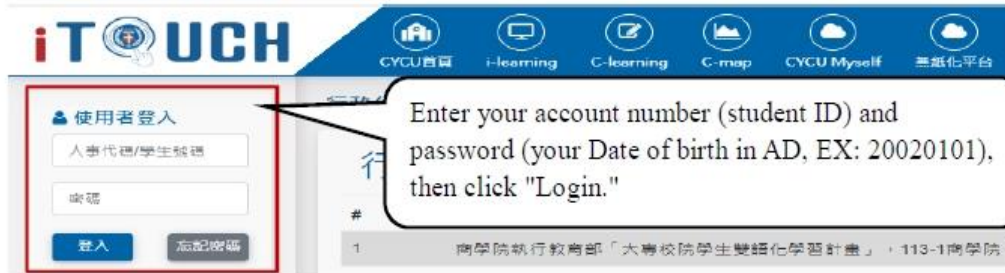 iTOUCH
CYCU首頁 i-learning C-learning C-map CYCU Myself 無紙化平台
使用者登入
人事代碼/學生號碼
密碼
登入 忘記密碼
Enter your account number (student ID) and
password (your Date of birth in AD, EX: 20020101),
then click "Login."
行
#
1 商學院執行教育部「大專校院學生雙語化學習計畫」，113-1商學院